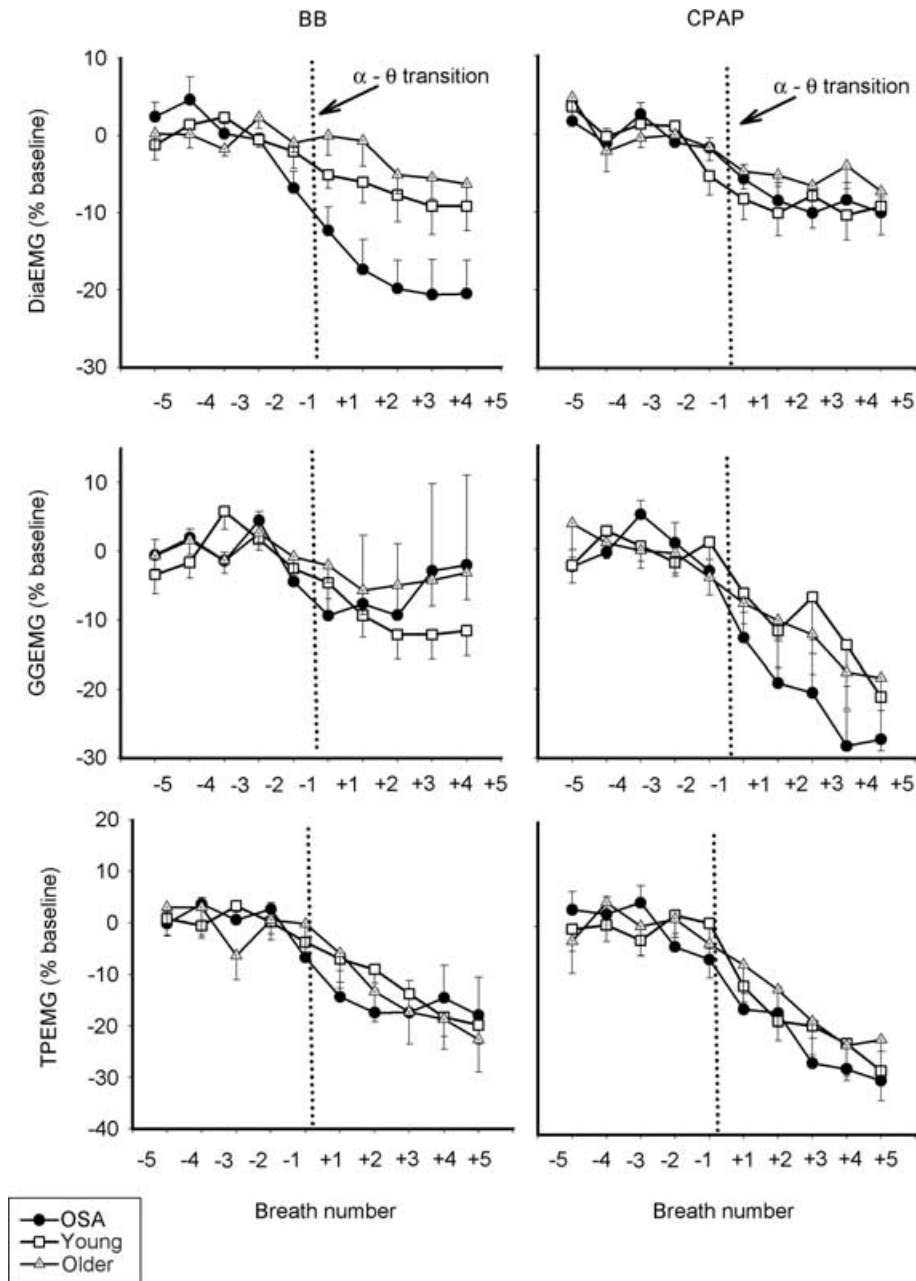 BB CPAP
α - θ transition
α - θ transition
DiaEMG (% baseline)
10
0
-10
-20
-30
-5 -4 -3 -2 -1 +1 +2 +3 +4 +5
-5 -4 -3 -2 -1 +1 +2 +3 +4 +5
GGEMG (% baseline)
10
0
-10
-20
-30
-5 -4 -3 -2 -1 +1 +2 +3 +4 +5
-5 -4 -3 -2 -1 +1 +2 +3 +4 +5
TPEMG (% baseline)
20
10
0
-10
-20
-30
-40
-5 -4 -3 -2 -1 +1 +2 +3 +4 +5
-5 -4 -3 -2 -1 +1 +2 +3 +4 +5
Breath number
Breath number
OSA
Young
Older